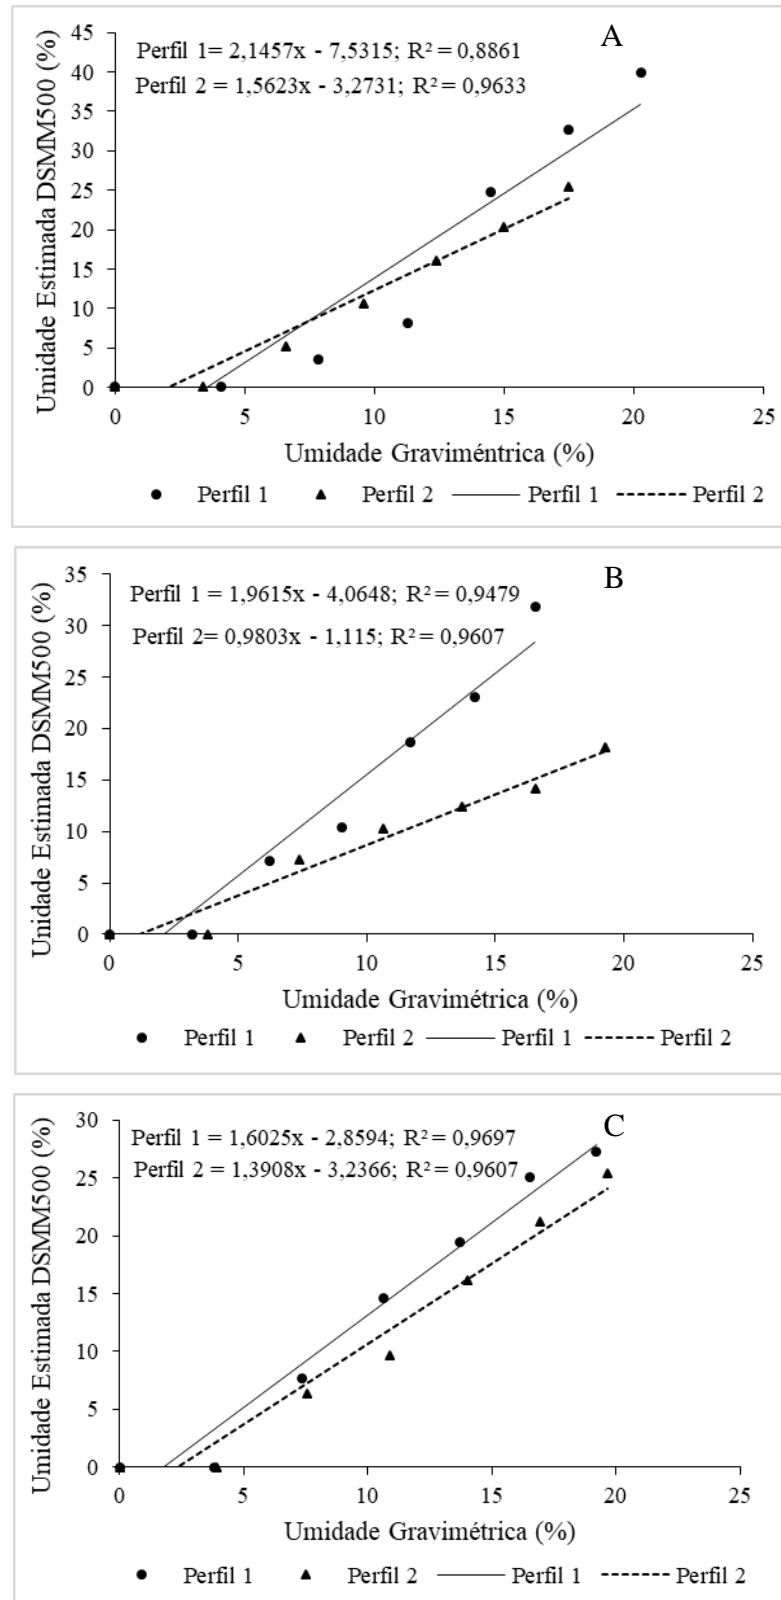 A
Perfil 1= 2,1457x - 7,5315; R² = 0,8861
Perfil 2 = 1,5623x - 3,2731; R² = 0,9633
Umidade Estimada DSMM500 (%)
45
40
35
30
25
20
15
10
5
0
0 5 10 15 20 25
Umidade Graviméntrica (%)
Perfil 1 Perfil 2 Perfil 1 Perfil 2
B
Perfil 1 = 1,9615x - 4,0648; R² = 0,9479
Perfil 2= 0,9803x - 1,115; R² = 0,9607
Unidade Estimada DSMM500 (%)
35
30
25
20
15
10
5
0
0 5 10 15 20 25
Umidade Gravimétrica (%)
Perfil 1 Perfil 2 Perfil 1 Perfil 2
C
Perfil 1 = 1,6025x - 2,8594; R² = 0,9697
Perfil 2 = 1,3908x - 3,2366; R² = 0,9607
Umidade Estimada DSMM500 (%)
30
25
20
15
10
5
0
0 5 10 15 20 25
Umidade Gravimétrica (%)
Perfil 1 Perfil 2 Perfil 1 Perfil 2